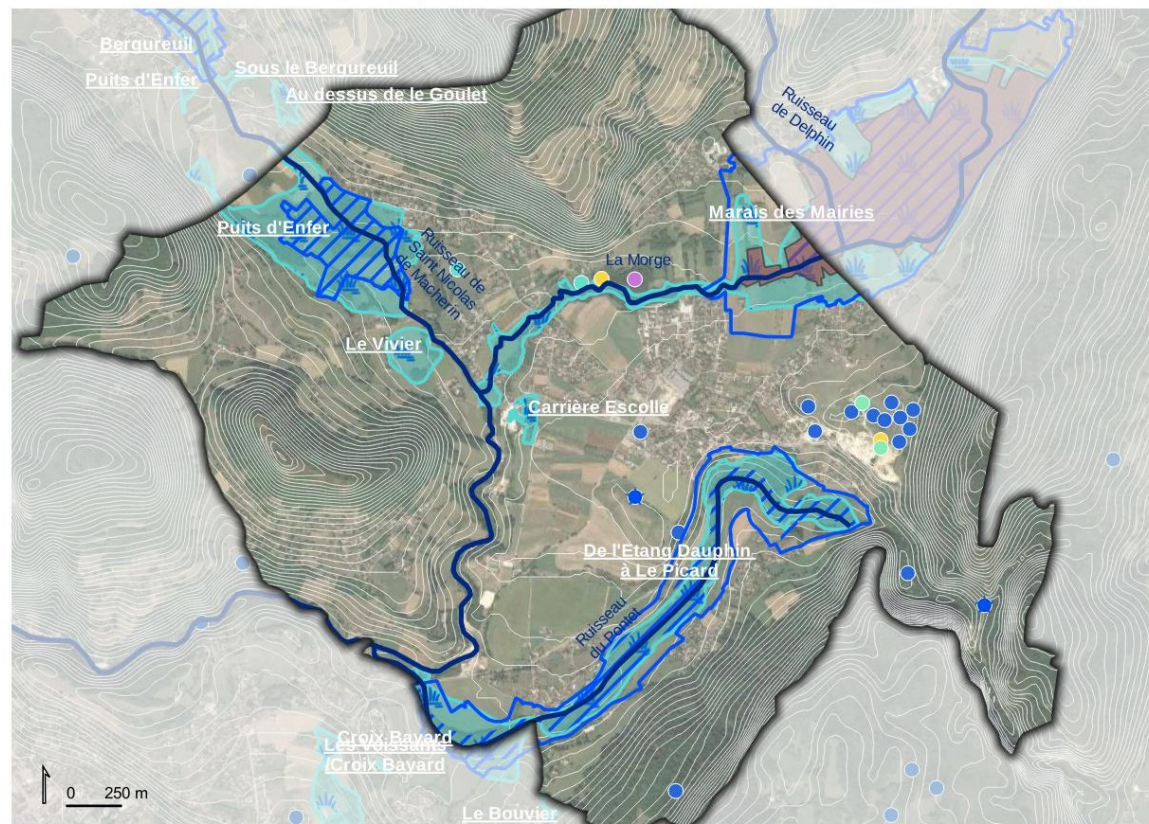 Bergureuil
Puits d'Enfer
Sous le Bergureuil
Au dessus de le Goulet
Ruisseau
de Delphin
Marais des Mairies
Puits d'Enfer
Ruisseau de
Saint Nicolas
de Macherin
La Morge
Le Vivier
Carrière Escolle
De l'Etang Dauphin
à Le Picard
Ruisseau
du Pontet
Croix Bayard
Les Voissants
/Croix Bayard
Le Bouvier
0 250 m